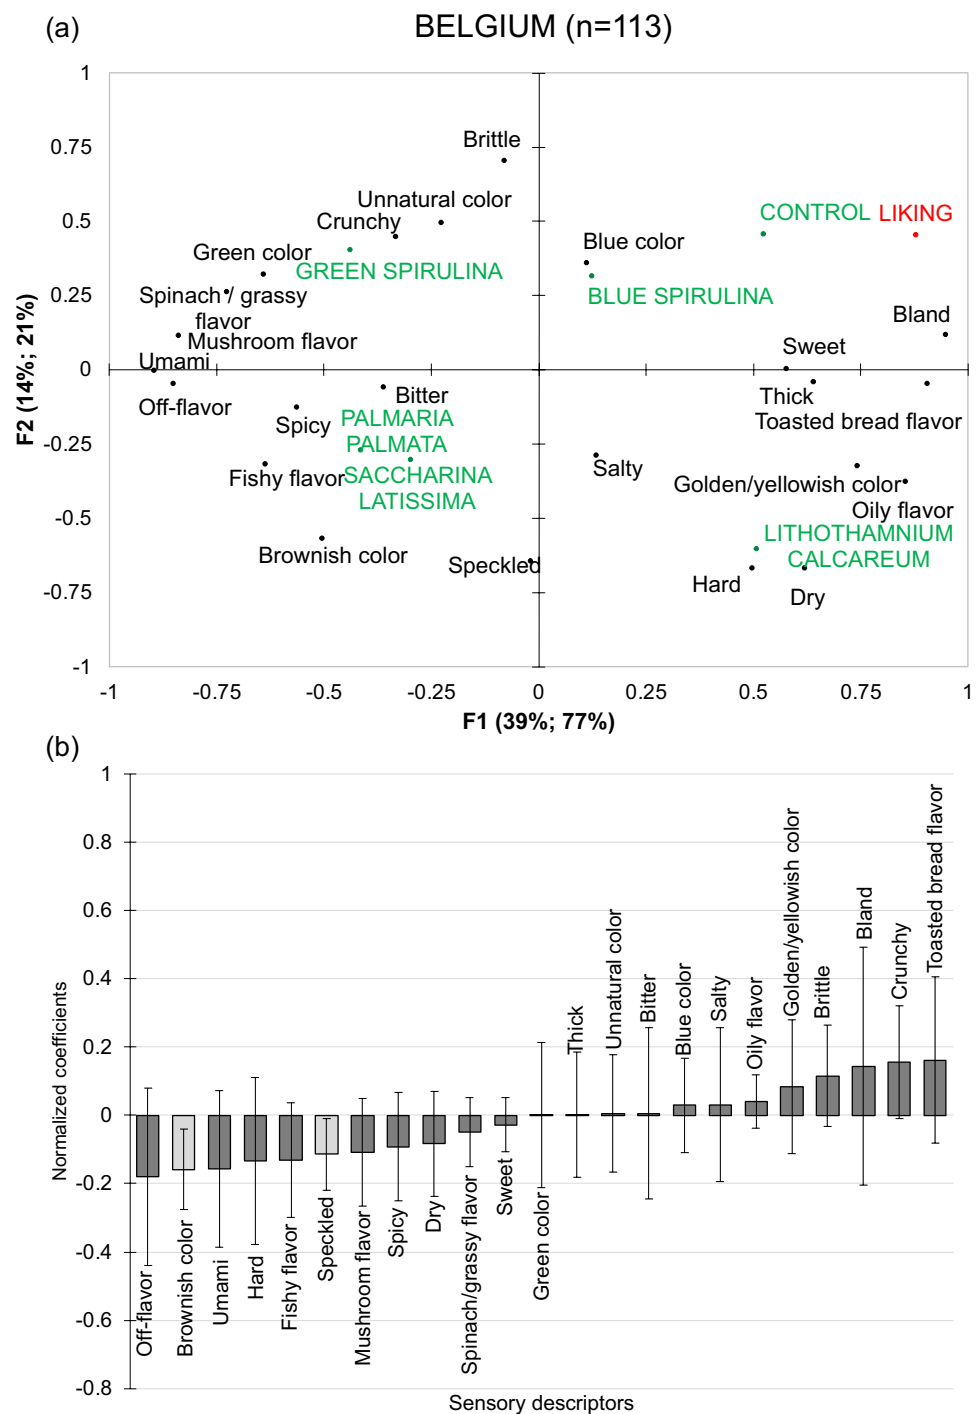 (a)
BELGIUM (n=113)
1
0.75
0.5
0.25
0
-0.25
-0.5
-0.75
-1
F2 (14%; 21%)
Brittle
Unnatural color
Crunchy
CONTROL
LIKING
Green color
Blue color
GREEN SPIRULINA
BLUE SPIRULINA
Spinach / grassy
flavor
Bland
Mushroom flavor
Sweet
Umami
Off-flavor
Bitter
Thick
Toasted bread flavor
Spicy
PALMARIA
PALMATA
Fishy flavor
SACCHARINA
LATISSIMA
Salty
Golden/yellowish color
Oily flavor
Brownish color
Speckled
LITHOTHAMNIUM
CALCAREUM
Hard
Dry
-1
-0.75
-0.5
-0.25
0
0.25
0.5
0.75
1
F1 (39%; 77%)
(b)
1
0.8
0.6
0.4
0.2
0
-0.2
-0.4
-0.6
-0.8
Normalized coefficients
Off-flavor
Brownish color
Umami
Hard
Fishy flavor
Speckled
Mushroom flavor
Spicy
Dry
Spinach/grassy flavor
Sweet
Green color
Thick
Unnatural color
Bitter
Blue color
Salty
Oily flavor
Golden/yellowish color
Brittle
Bland
Crunchy
Toasted bread flavor
Sensory descriptors